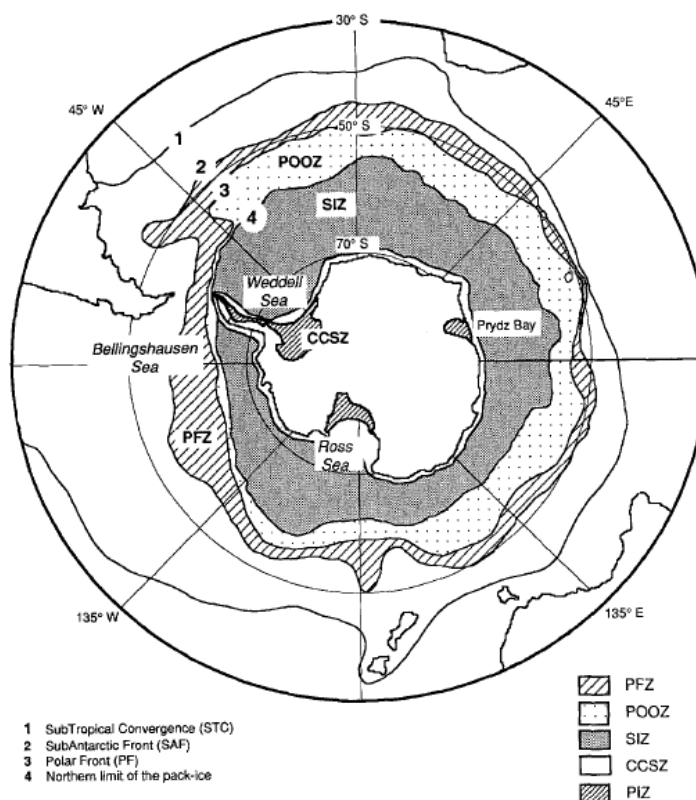 30° S
45° W
45°E
1
50° S
2
POOZ
3
4
SIZ
70° S
Weddell
Sea
CCSZ
Prydz Bay
Bellingshausen
Sea
PFZ
Ross
Sea
135° W
135° E
1 SubTropical Convergence (STC)
2 SubAntarctic Front (SAF)
3 Polar Front (PF)
4 Northern limit of the pack-ice
PFZ
POOZ
SIZ
CCSZ
PIZ